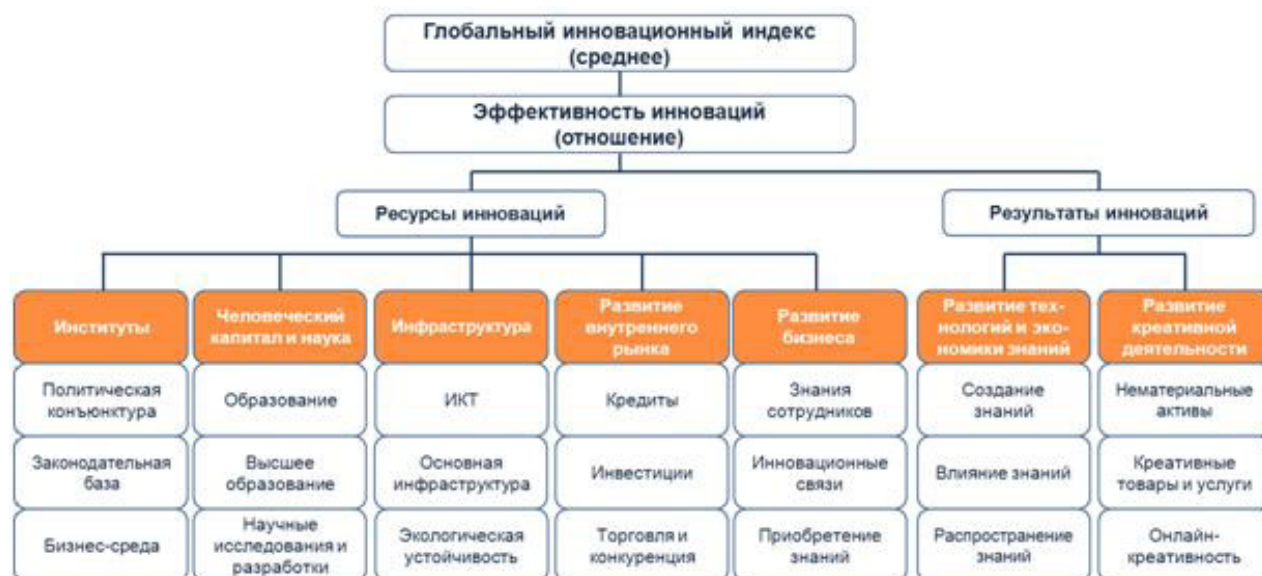 Глобальный инновационный индекс
(среднее)
Эффективность инноваций
(отношение)
Ресурсы инноваций
Результаты инноваций
Институты
Человеческий
капитал и наука
Инфраструктура
Развитие
внутреннего
рынка
Развитие
бизнеса
Развитие тех-
нологий и эко-
номики знаний
Развитие
креативной
деятельности
Политическая
конъюнктура
Образование
ИКТ
Кредиты
Знания
сотрудников
Создание
знаний
Нематериальные
активы
Законодательная
база
Высшее
образование
Основная
инфраструктура
Инвестиции
Инновационные
связи
Влияние знаний
Креативные
товары и услуги
Бизнес-среда
Научные
исследования и
разработки
Экологическая
устойчивость
Торговля и
конкуренция
Приобретение
знаний
Распространение
знаний
Онлайн-
креативность